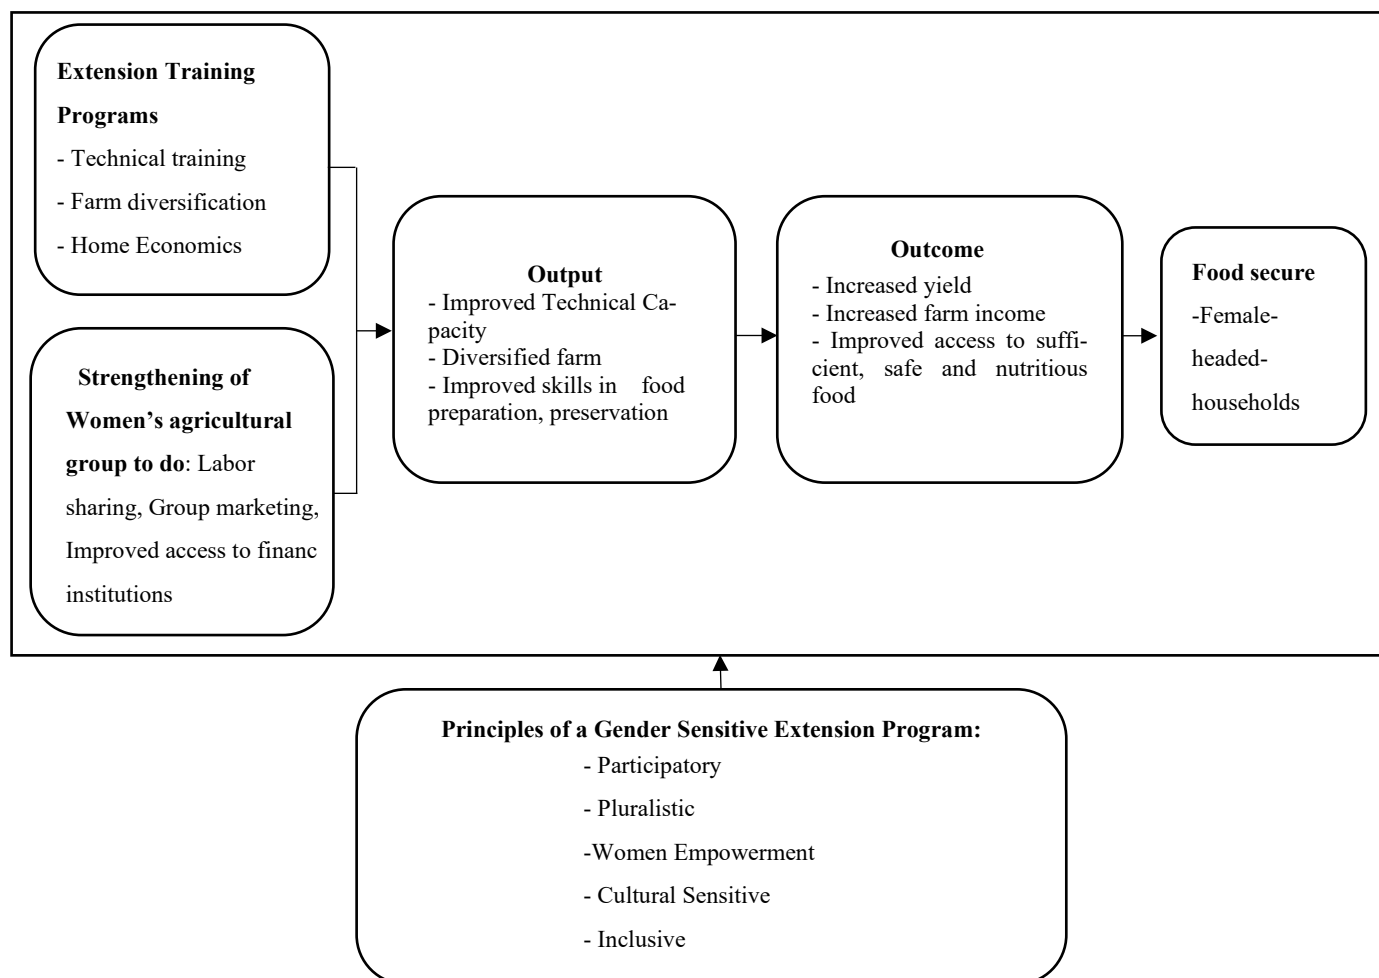 Extension Training
Programs
- Technical training
- Farm diversification
- Home Economics
Strengthening of
Women’s agricultural
group to do: Labor
sharing, Group marketing,
Improved access to financ
institutions
Output
- Improved Technical Ca-
pacity
- Diversified farm
- Improved skills in food
preparation, preservation
Outcome
- Increased yield
- Increased farm income
- Improved access to suffi-
cient, safe and nutritious
food
Food secure
-Female-
headed-
households
Principles of a Gender Sensitive Extension Program:
- Participatory
- Pluralistic
-Women Empowerment
- Cultural Sensitive
- Inclusive